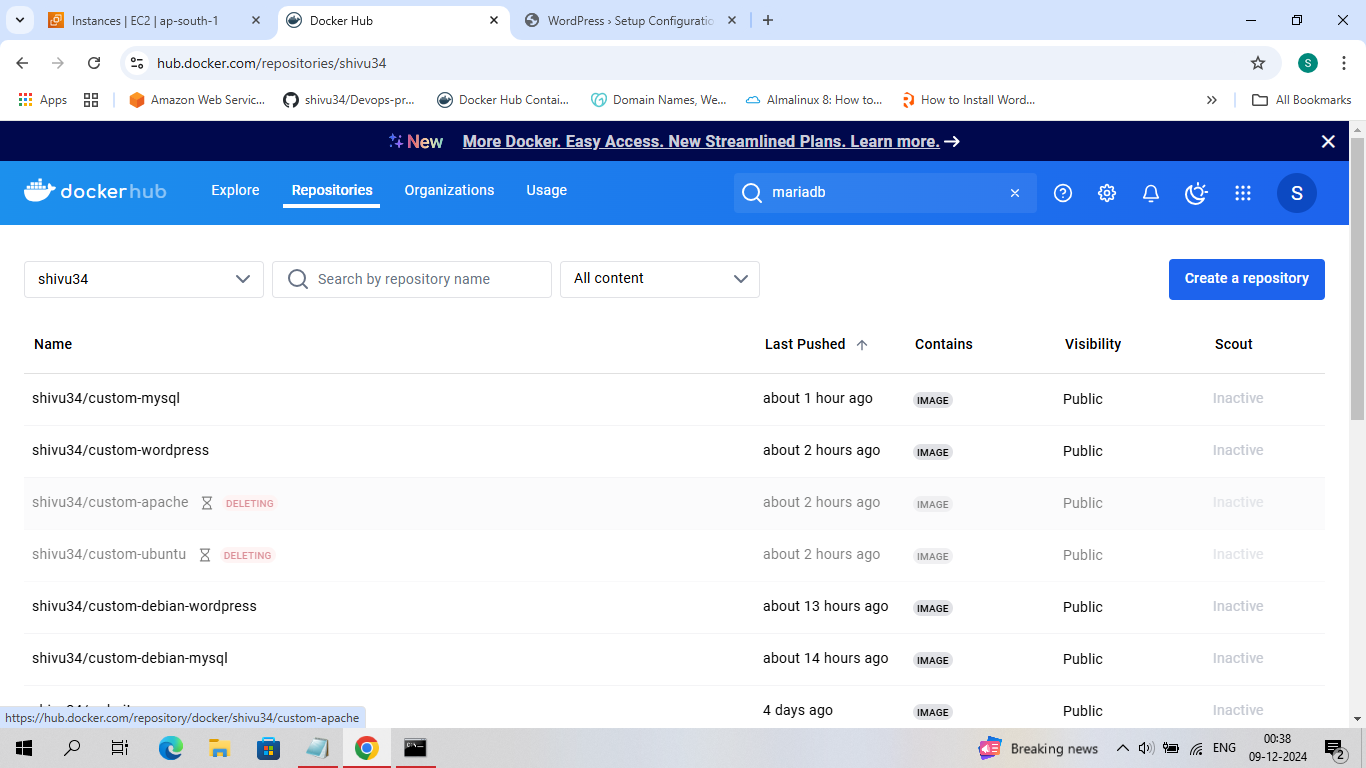 Instances | EC2 | ap-south-1
Docker Hub
WordPress › Setup Configuratio
hub.docker.com/repositories/shivu34
S
Apps
Amazon Web Servic...
shivu34/Devops-pr...
Docker Hub Contai...
Domain Names, We...
Almalinux 8: How to...
How to Install Word...
All Bookmarks
New More Docker. Easy Access. New Streamlined Plans. Learn more.
dockerhub
Explore
Repositories
Organizations
Usage
mariadb
S
shivu34
Search by repository name
All content
Create a repository
Name Last Pushed Contains Visibility Scout
shivu34/custom-mysql about 1 hour ago IMAGE Public Inactive
shivu34/custom-wordpress about 2 hours ago IMAGE Public Inactive
shivu34/custom-apache DELETING about 2 hours ago IMAGE Public Inactive
shivu34/custom-ubuntu DELETING about 2 hours ago IMAGE Public Inactive
shivu34/custom-debian-wordpress about 13 hours ago IMAGE Public Inactive
shivu34/custom-debian-mysql about 14 hours ago IMAGE Public Inactive
4 days ago IMAGE Public Inactive
https://hub.docker.com/repository/docker/shivu34/custom-apache
Breaking news
ENG
00:38
09-12-2024
2